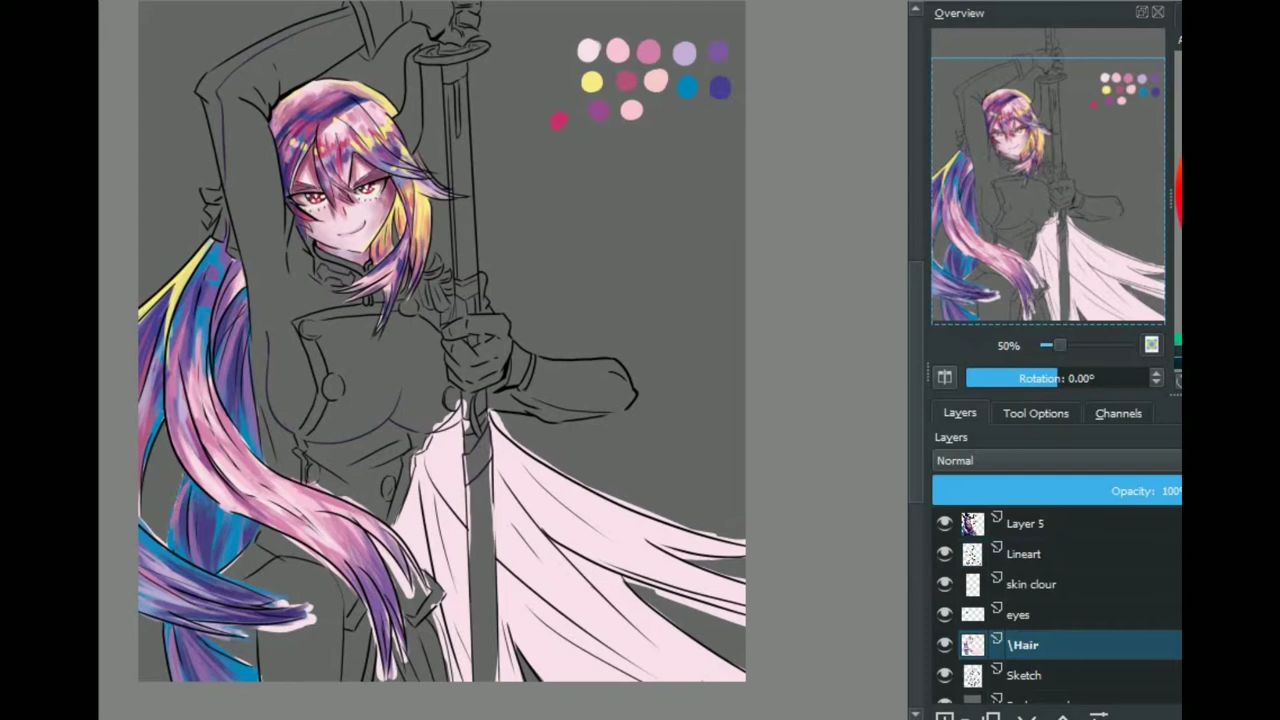 Overview
50%
Rotation: 0.00°
Layers
Tool Options
Channels
Layers
Normal
Opacity: 100%
Layer 5
Lineart
skin clour
eyes
\Hair
Sketch